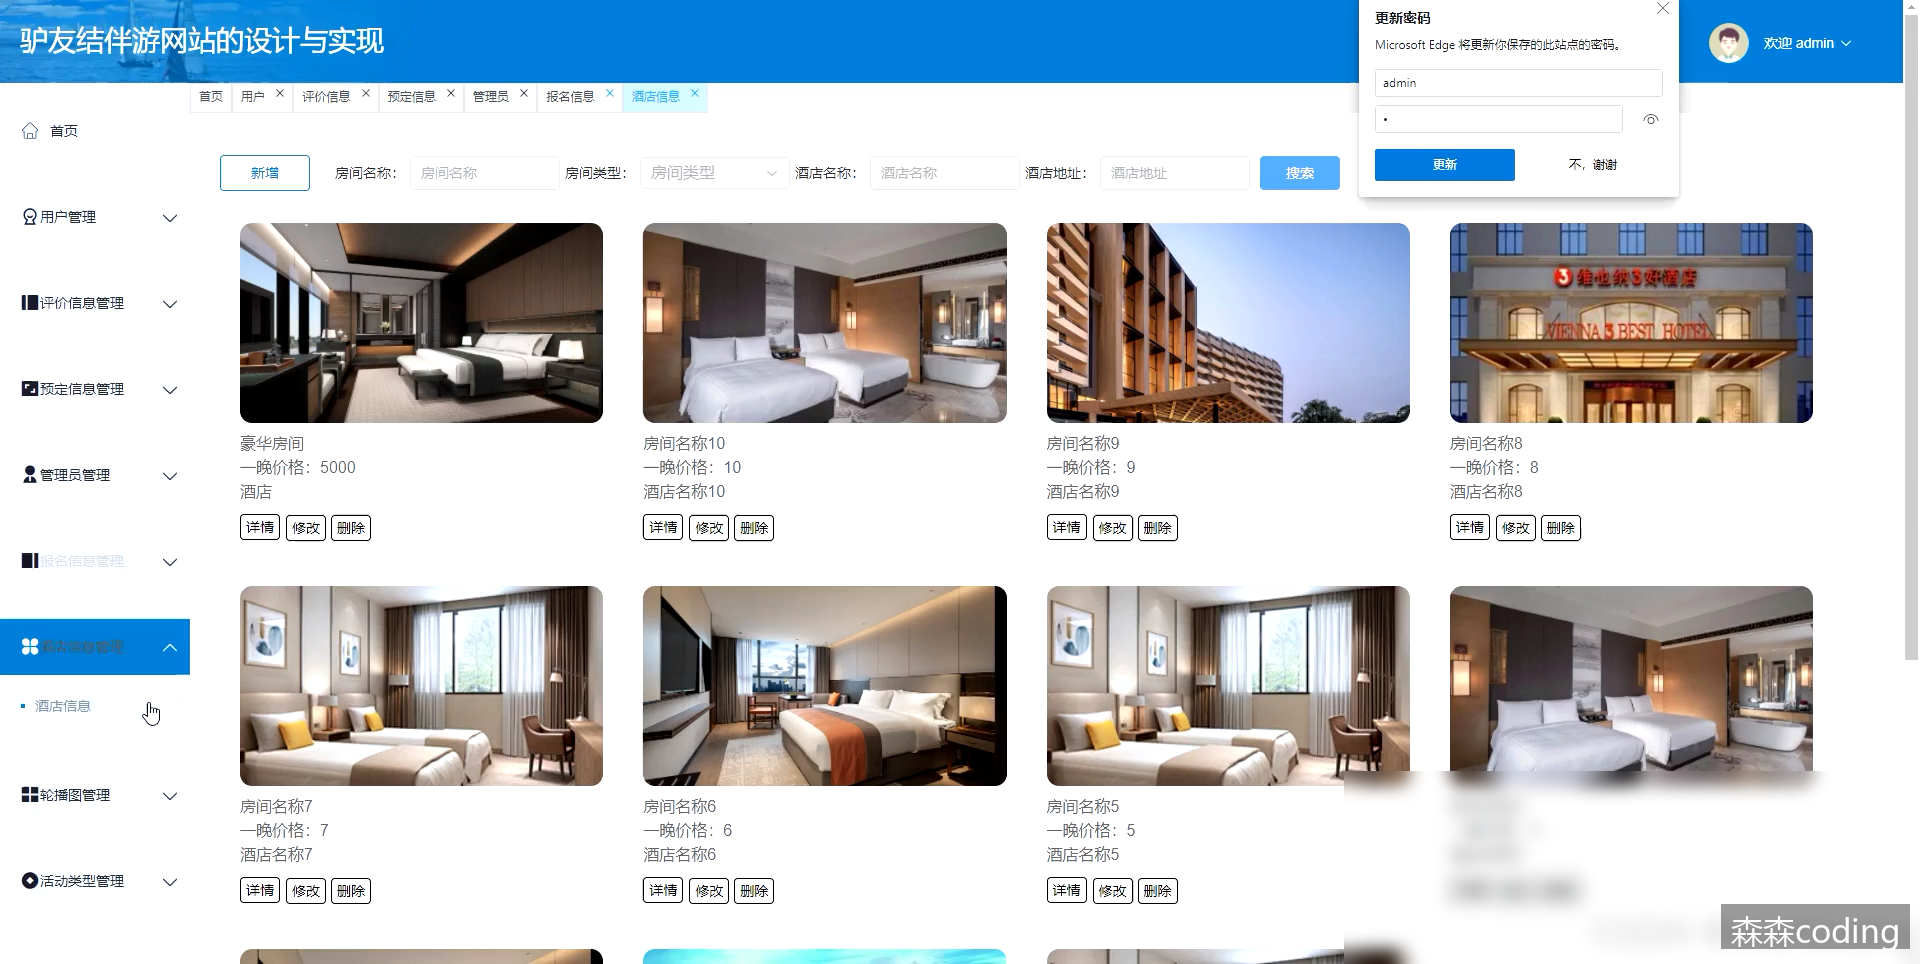 驴友结伴游网站的设计与实现
更新密码
Microsoft Edge 将更新你保存的此站点的密码。
admin
更新
不，谢谢
欢迎 admin
首页
用户
评价信息
预定信息
管理员
报名信息
酒店信息
首页
用户管理
评价信息管理
预定信息管理
管理员管理
报名信息管理
酒店信息管理
酒店信息
轮播图管理
活动类型管理
新增
房间名称： 房间名称
房间类型： 房间类型
酒店名称： 酒店名称
酒店地址： 酒店地址
搜索
维也纳3好酒店
VIENNA 3 BEST HOTEL
豪华房间
一晚价格：5000
酒店
详情 修改 删除
房间名称10
一晚价格：10
酒店名称10
详情 修改 删除
房间名称9
一晚价格：9
酒店名称9
详情 修改 删除
房间名称8
一晚价格：8
酒店名称8
详情 修改 删除
房间名称7
一晚价格：7
酒店名称7
详情 修改 删除
房间名称6
一晚价格：6
酒店名称6
详情 修改 删除
房间名称5
一晚价格：5
酒店名称5
详情 修改 删除
森森coding